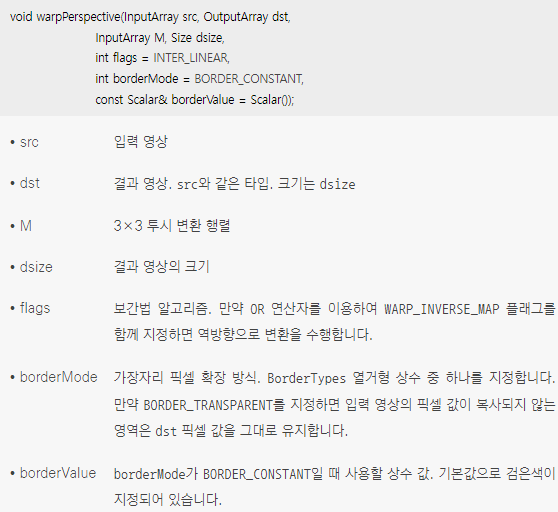 void warpPerspective(InputArray src, OutputArray dst,
InputArray M, Size dsize,
int flags = INTER_LINEAR,
int borderMode = BORDER_CONSTANT,
const Scalar& borderValue = Scalar());
• src 입력 영상
• dst 결과 영상. src와 같은 타입. 크기는 dsize
• M 3×3 투시 변환 행렬
• dsize 결과 영상의 크기
• flags 보간법 알고리즘. 만약 OR 연산자를 이용하여 WARP_INVERSE_MAP 플래그를
함께 지정하면 역방향으로 변환을 수행합니다.
• borderMode 가장자리 픽셀 확장 방식. BorderTypes 열거형 상수 중 하나를 지정합니다.
만약 BORDER_TRANSPARENT를 지정하면 입력 영상의 픽셀 값이 복사되지 않는
영역은 dst 픽셀 값을 그대로 유지합니다.
• borderValue borderMode가 BORDER_CONSTANT일 때 사용할 상수 값. 기본값으로 검은색이
지정되어 있습니다.